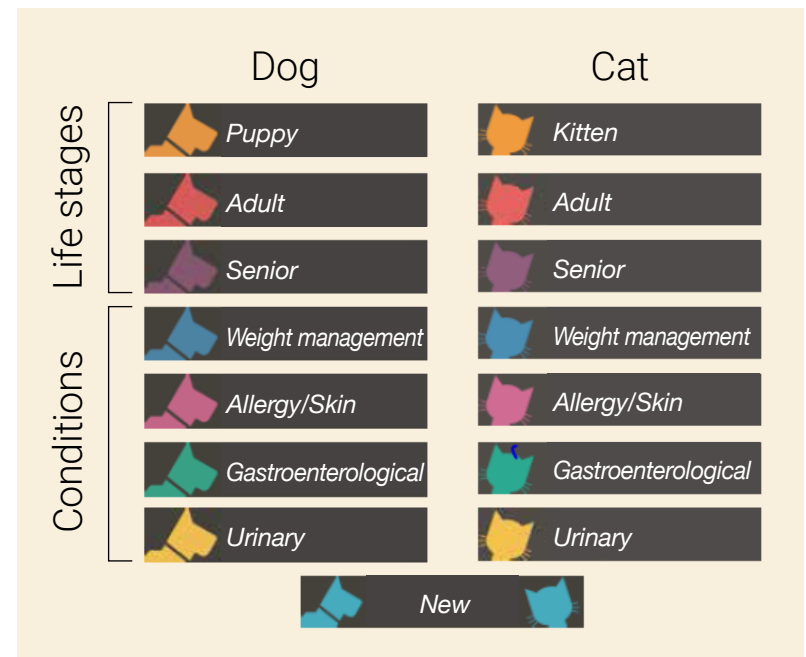 Dog
Cat
Life stages
Puppy
Kitten
Adult
Adult
Senior
Senior
Conditions
Weight management
Weight management
Allergy/Skin
Allergy/Skin
Gastroenterological
Gastroenterological
Urinary
Urinary
New